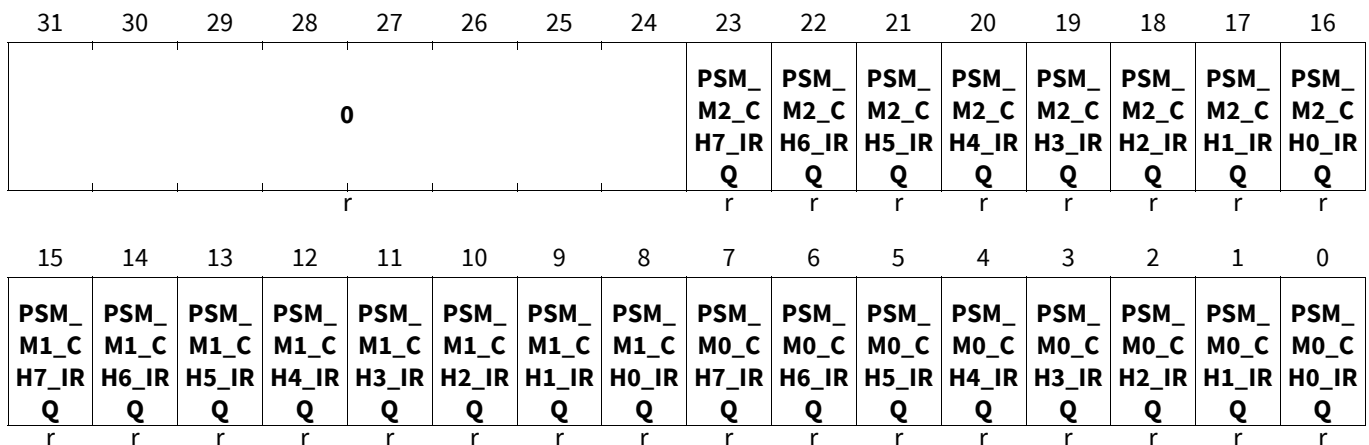 31 30 29 28 27 26 25 24 23 22 21 20 19 18 17 16
PSM_ PSM_ PSM_ PSM_ PSM_ PSM_ PSM_ PSM_
0 M2_C M2_C M2_C M2_C M2_C M2_C M2_C M2_C
H7_IR H6_IR H5_IR H4_IR H3_IR H2_IR H1_IR H0_IR
Q Q Q Q Q Q Q Q
r r r r r r r r r
15 14 13 12 11 10 9 8 7 6 5 4 3 2 1 0
PSM_ PSM_ PSM_ PSM_ PSM_ PSM_ PSM_ PSM_ PSM_ PSM_ PSM_ PSM_ PSM_ PSM_ PSM_ PSM_
M1_C M1_C M1_C M1_C M1_C M1_C M1_C M1_C M0_C M0_C M0_C M0_C M0_C M0_C M0_C M0_C
H7_IR H6_IR H5_IR H4_IR H3_IR H2_IR H1_IR H0_IR H7_IR H6_IR H5_IR H4_IR H3_IR H2_IR H1_IR H0_IR
Q Q Q Q Q Q Q Q Q Q Q Q Q Q Q Q
r r r r r r r r r r r r r r r r